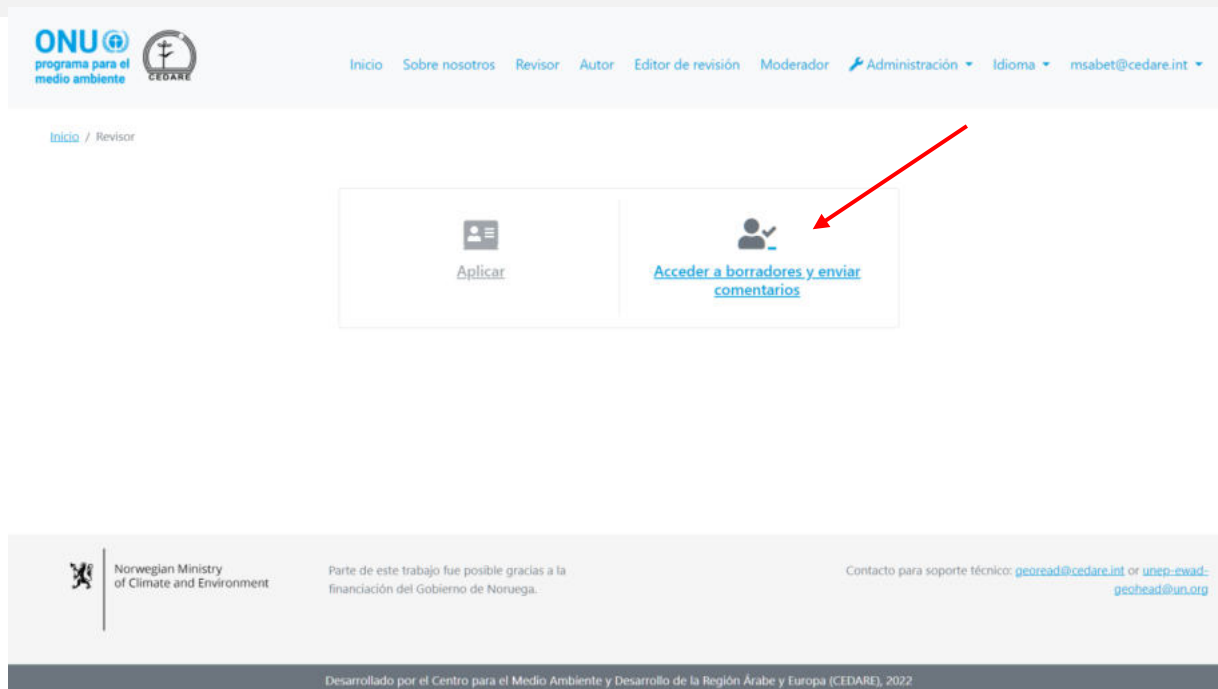 ONU
programa para el
medio ambiente
CEDARE
Inicio Sobre nosotros Revisor Autor Editor de revisión Moderador Administración Idioma msabet@cedare.int
Inicio / Revisor
Aplicar
Acceder a borradores y enviar
comentarios
Norwegian Ministry
of Climate and Environment
Parte de este trabajo fue posible gracias a la
financiación del Gobierno de Noruega.
Contacto para soporte técnico: georead@cedare.int or unep-ewad-
geohead@un.org
Desarrollado por el Centro para el Medio Ambiente y Desarrollo de la Región Árabe y Europa (CEDARE), 2022